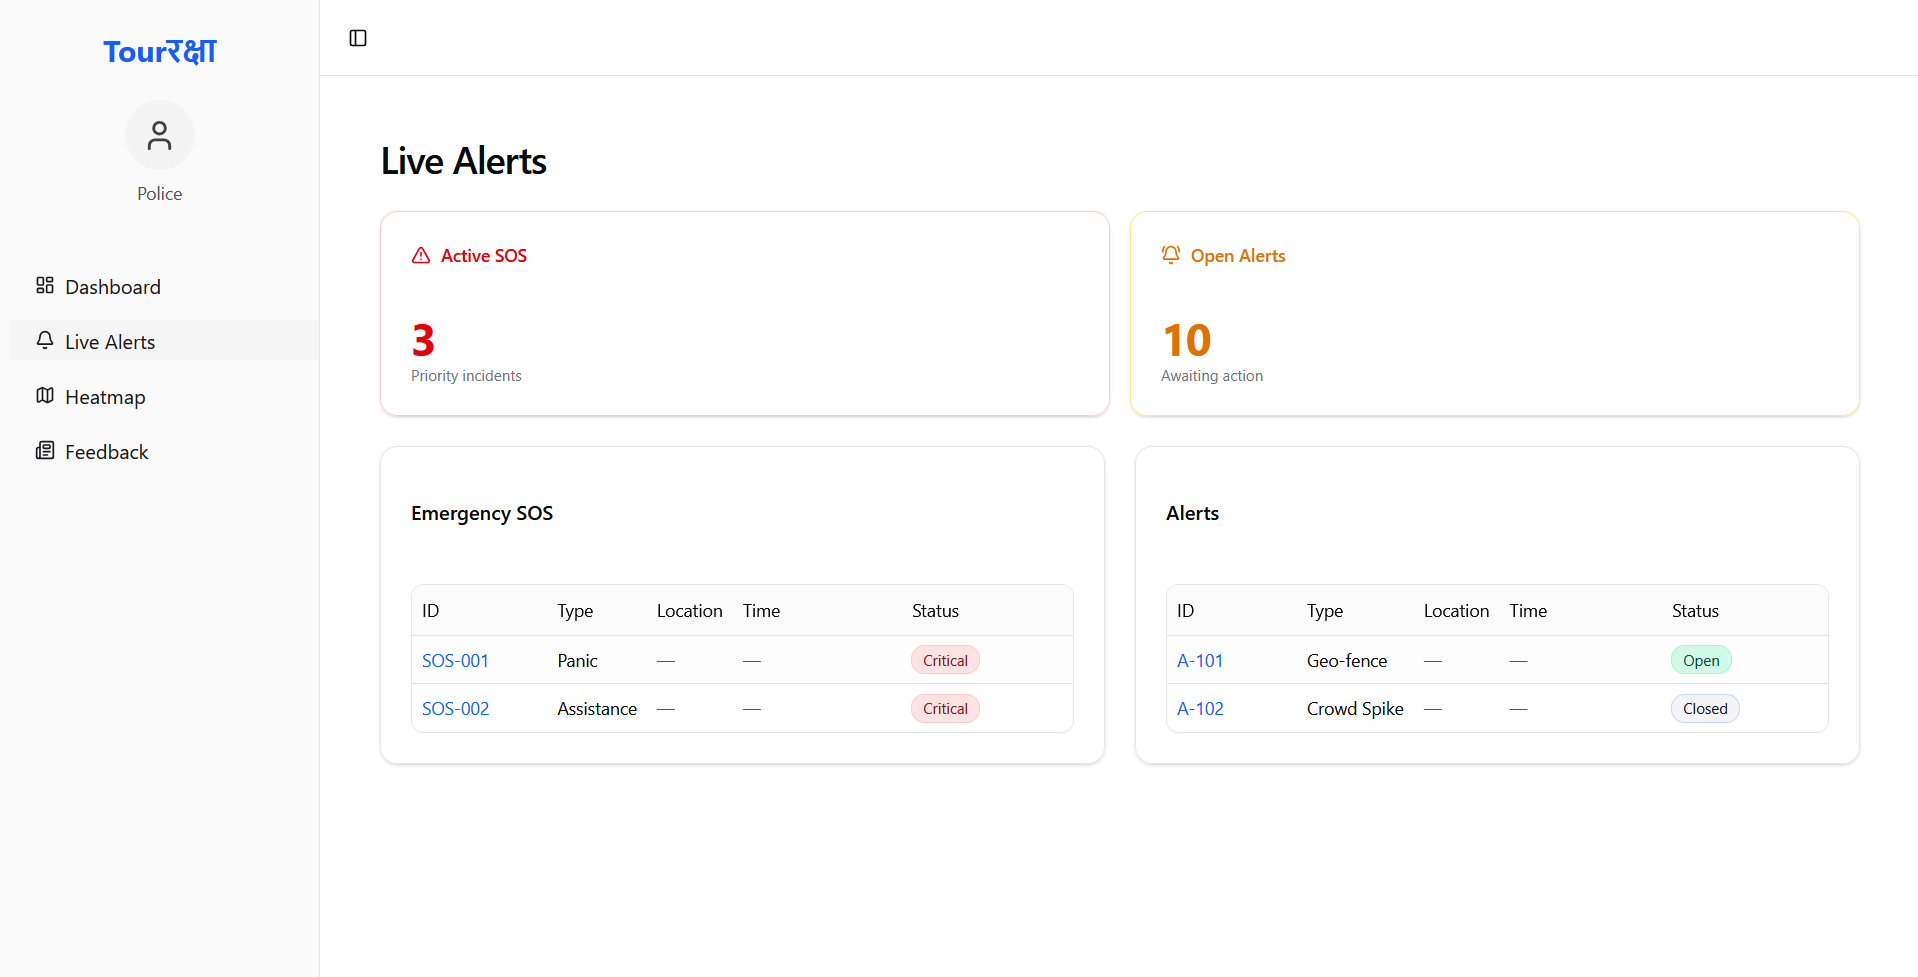 Tourरक्षा
Police
Dashboard
Live Alerts
Heatmap
Feedback
Live Alerts
Active SOS
3
Priority incidents
Open Alerts
10
Awaiting action
Emergency SOS
ID Type Location Time Status
SOS-001 Panic — — Critical
SOS-002 Assistance — — Critical
Alerts
ID Type Location Time Status
A-101 Geo-fence — — Open
A-102 Crowd Spike — — Closed